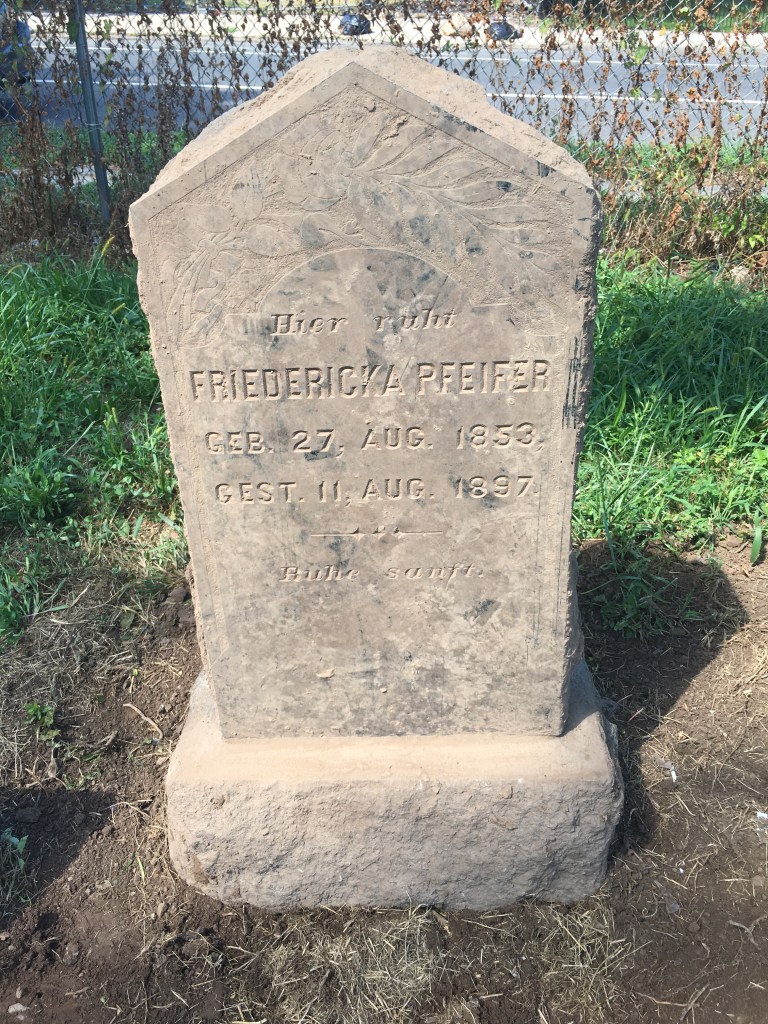 Hier ruht
FRIEDERICKA PFEIFER
GEB. 27, AUG. 1853,
GEST. 11, AUG. 1897.
Ruhe sanft.